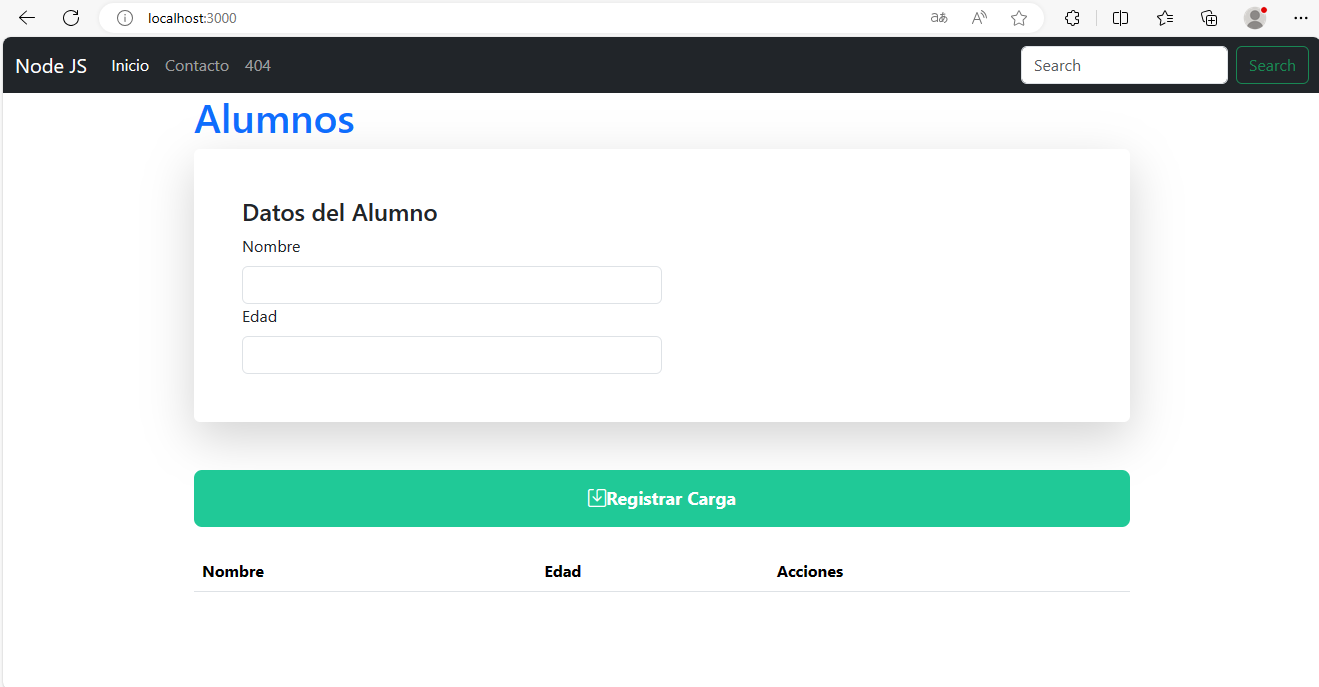 localhost:3000
Node JS Inicio Contacto 404 Search Search
Alumnos
Datos del Alumno
Nombre
Edad
Registrar Carga
Nombre Edad Acciones